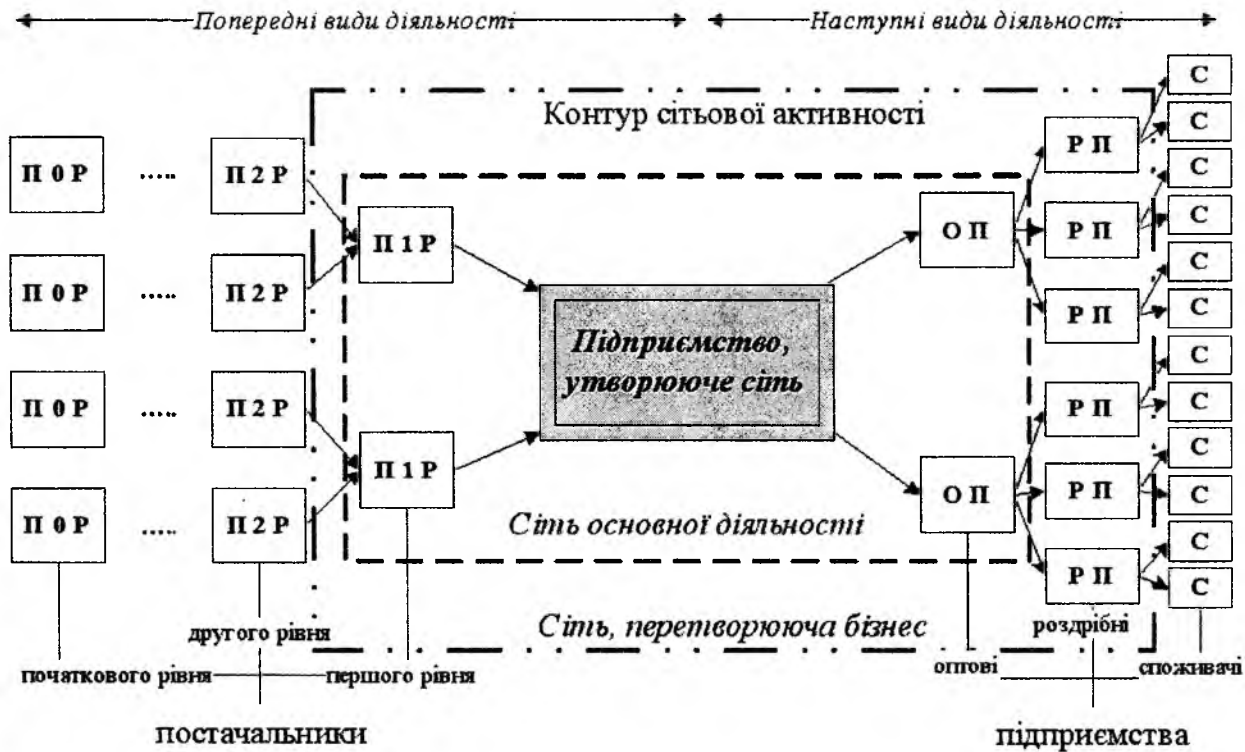 Попередні види діяльності
Наступні види діяльності
Контур сітьової активності
С
С
С
С
С
С
С
С
С
С
С
С
П 0 Р ..... П 2 Р
П 0 Р ..... П 2 Р
П 0 Р ..... П 2 Р
П 0 Р ..... П 2 Р
П 1 Р
П 1 Р
Підприємство,
утворююче сіть
О П
О П
Р П
Р П
Р П
Р П
Р П
Р П
Сіть основної діяльності
Сіть, перетворююча бізнес
другого рівня
роздрібні
початкового рівня
першого рівня
оптові
споживачі
постачальники
підприємства